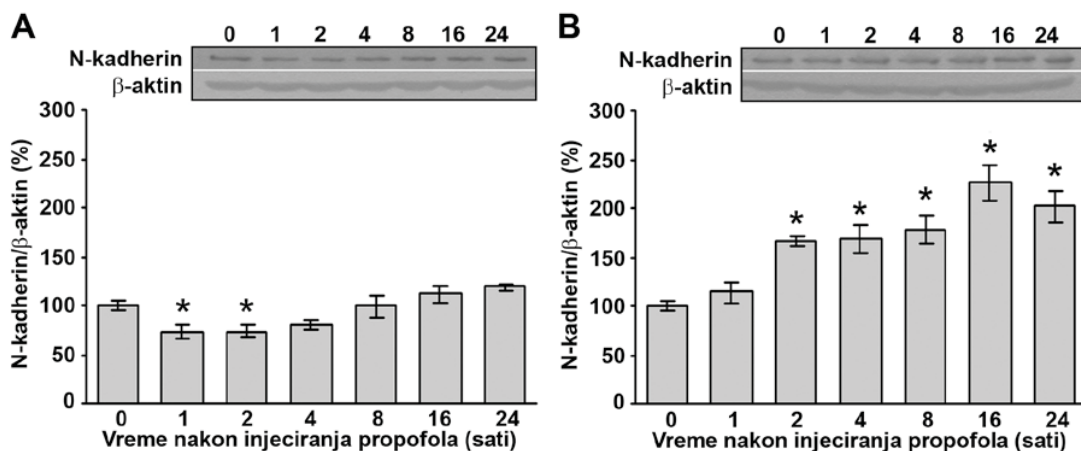 A
0 1 2 4 8 16 24
N-kadherin
β-aktin
N-kadherin/β-aktin (%)
300
250
200
150
100
50
0
* *
0 1 2 4 8 16 24
Vreme nakon injeciranja propofola (sati)
B
0 1 2 4 8 16 24
N-kadherin
β-aktin
N-kadherin/β-aktin (%)
300
250
200
150
100
50
0
* * * * *
0 1 2 4 8 16 24
Vreme nakon injeciranja propofola (sati)